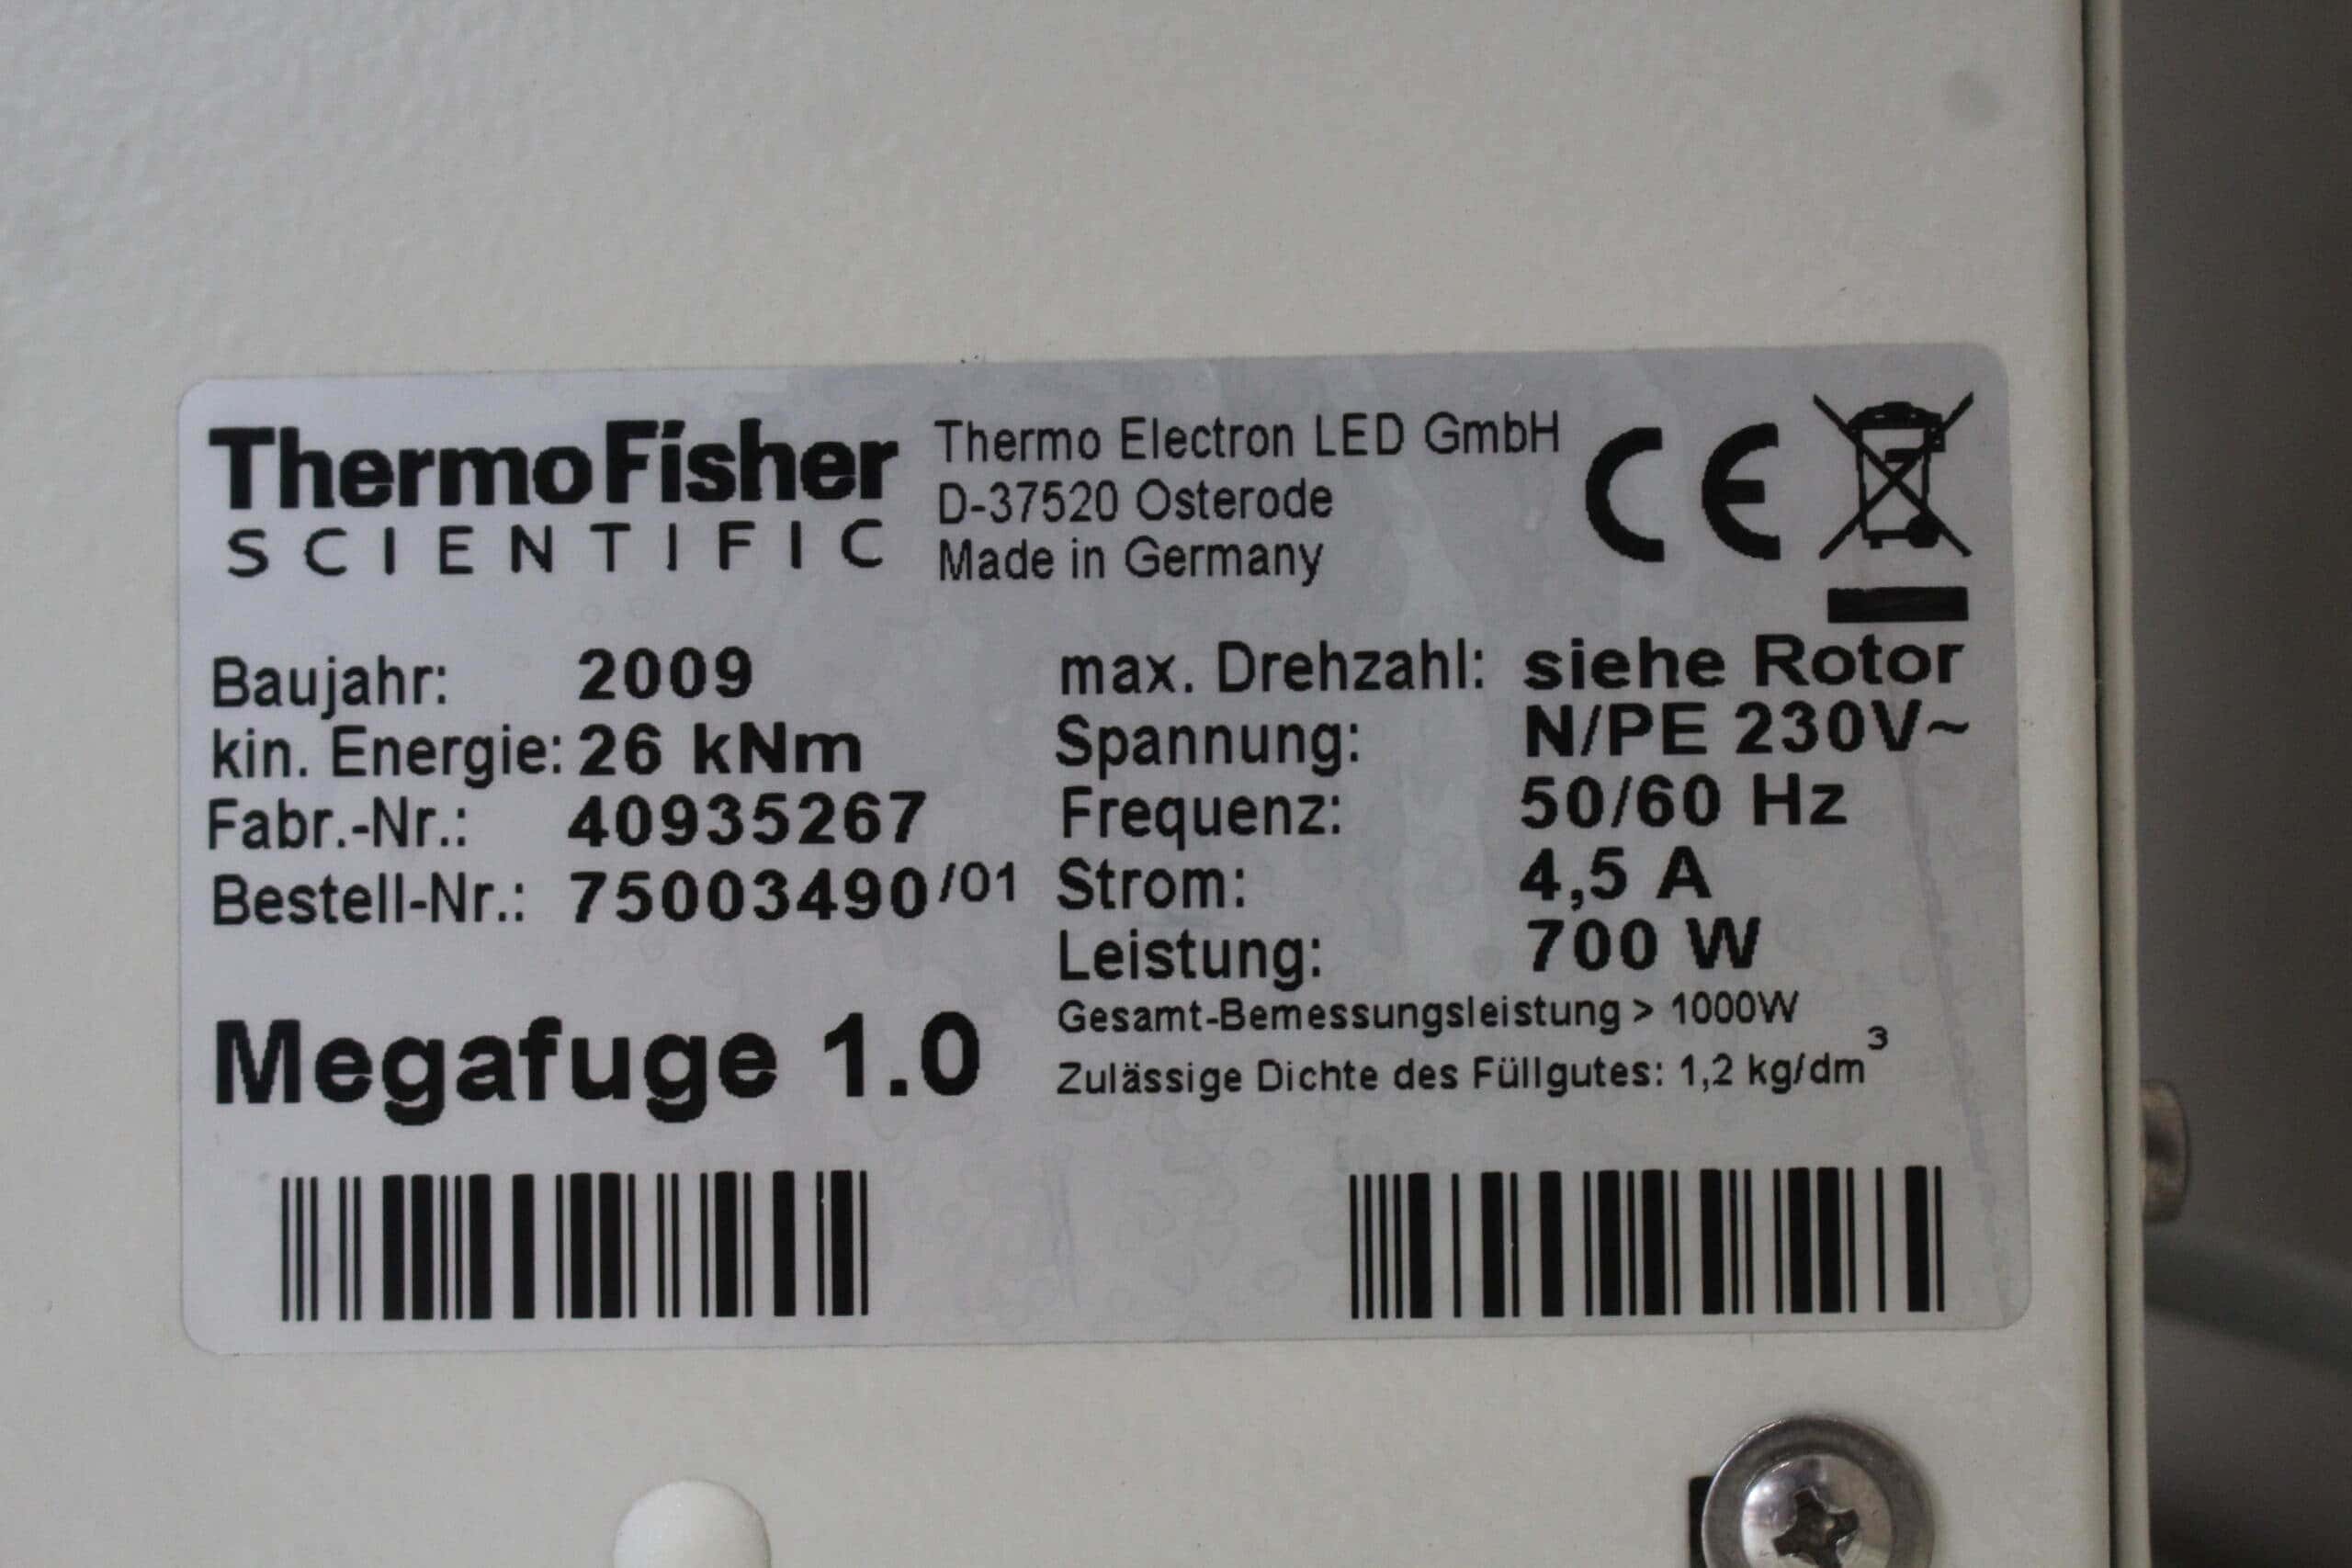 ThermoFisher
SCIENTIFIC
Thermo Electron LED GmbH
D-37520 Osterode
Made in Germany
CE
Baujahr: 2009
kin. Energie: 26 kNm
Fabr.-Nr.: 40935267
Bestell-Nr.: 75003490/01
Megafuge 1.0
max. Drehzahl: siehe Rotor
Spannung: N/PE 230V~
Frequenz: 50/60 Hz
Strom: 4,5 A
Leistung: 700 W
Gesamt-Bemessungsleistung > 1000W
Zulässige Dichte des Füllgutes: 1,2 kg/dm³